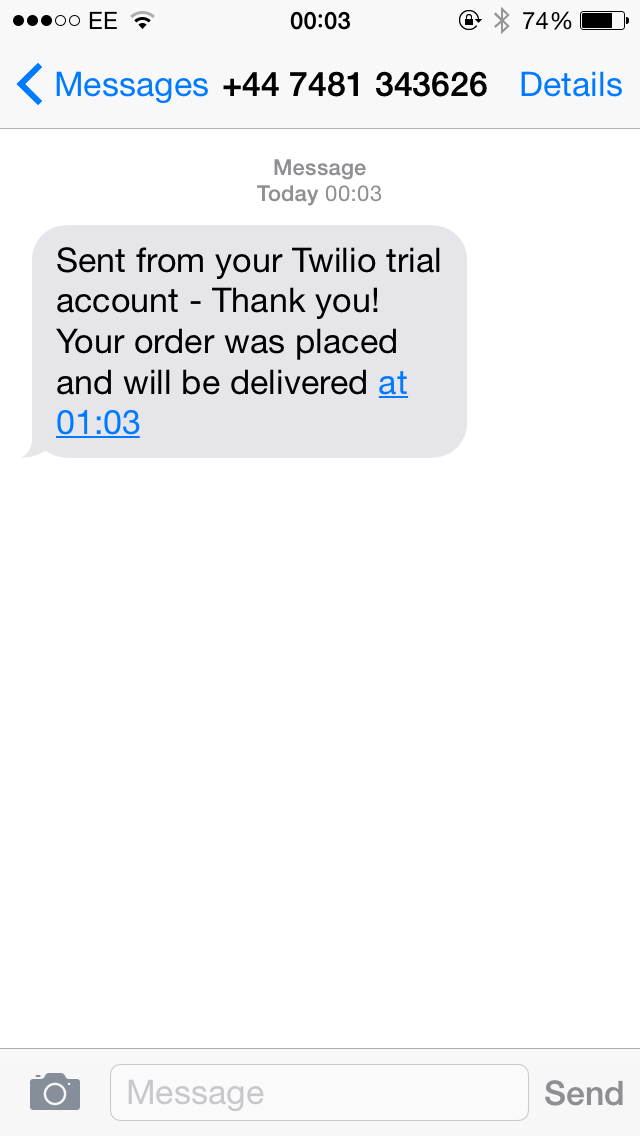 EE 00:03 74%
Messages +44 7481 343626 Details
Message
Today 00:03
Sent from your Twilio trial
account - Thank you!
Your order was placed
and will be delivered at
01:03
Message Send